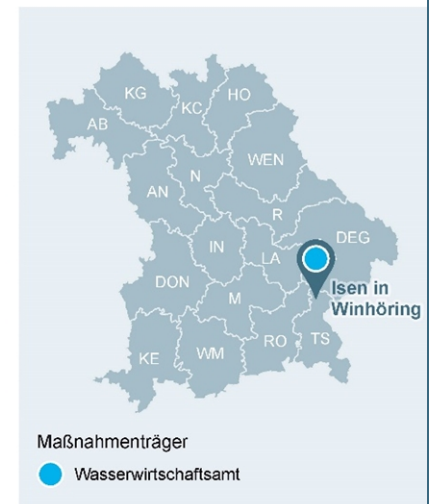 KG
KC
HO
AB
WEN
AN
N
R
DEG
IN
LA
DON
Isen in
Winhöring
M
KE
WM
RO
TS
Maßnahmenträger
Wasserwirtschaftsamt